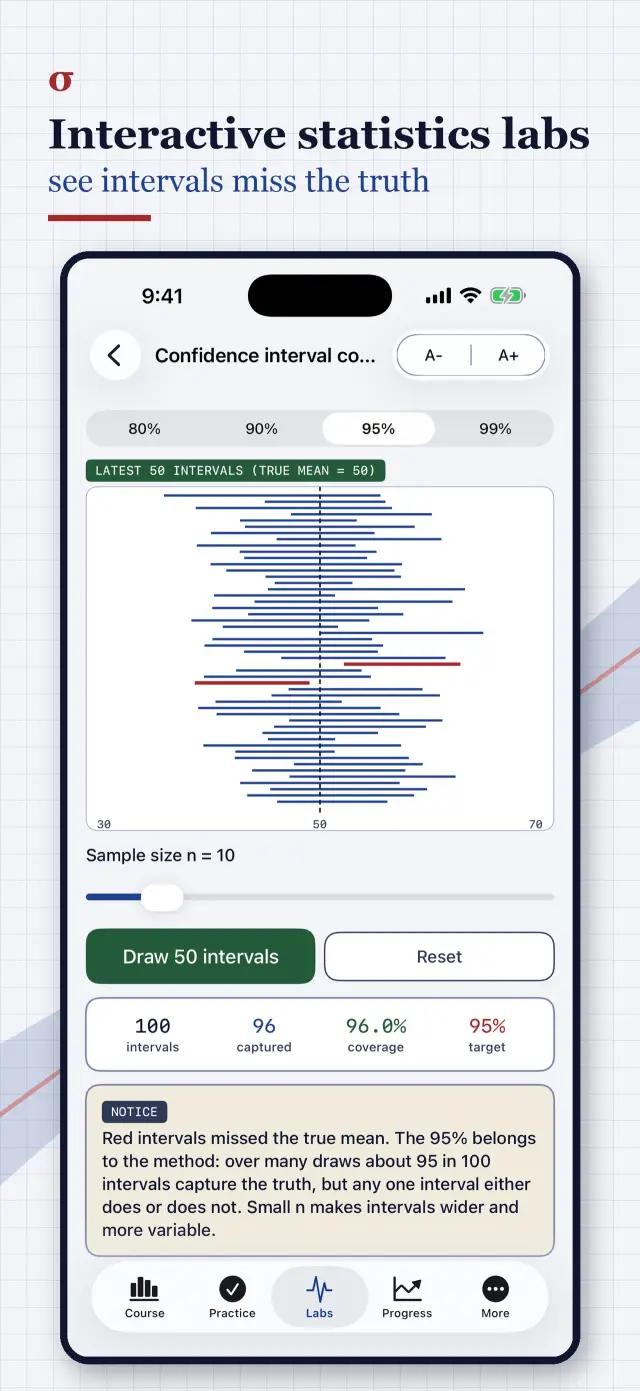 σ
Interactive statistics labs
see intervals miss the truth
9:41
Confidence interval co...
A- | A+
80% 90% 95% 99%
LATEST 50 INTERVALS (TRUE MEAN = 50)
30 50 70
Sample size n = 10
Draw 50 intervals Reset
100 96 96.0% 95%
intervals captured coverage target
NOTICE
Red intervals missed the true mean. The 95% belongs
to the method: over many draws about 95 in 100
intervals capture the truth, but any one interval either
does or does not. Small n makes intervals wider and
more variable.
Course Practice Labs Progress More